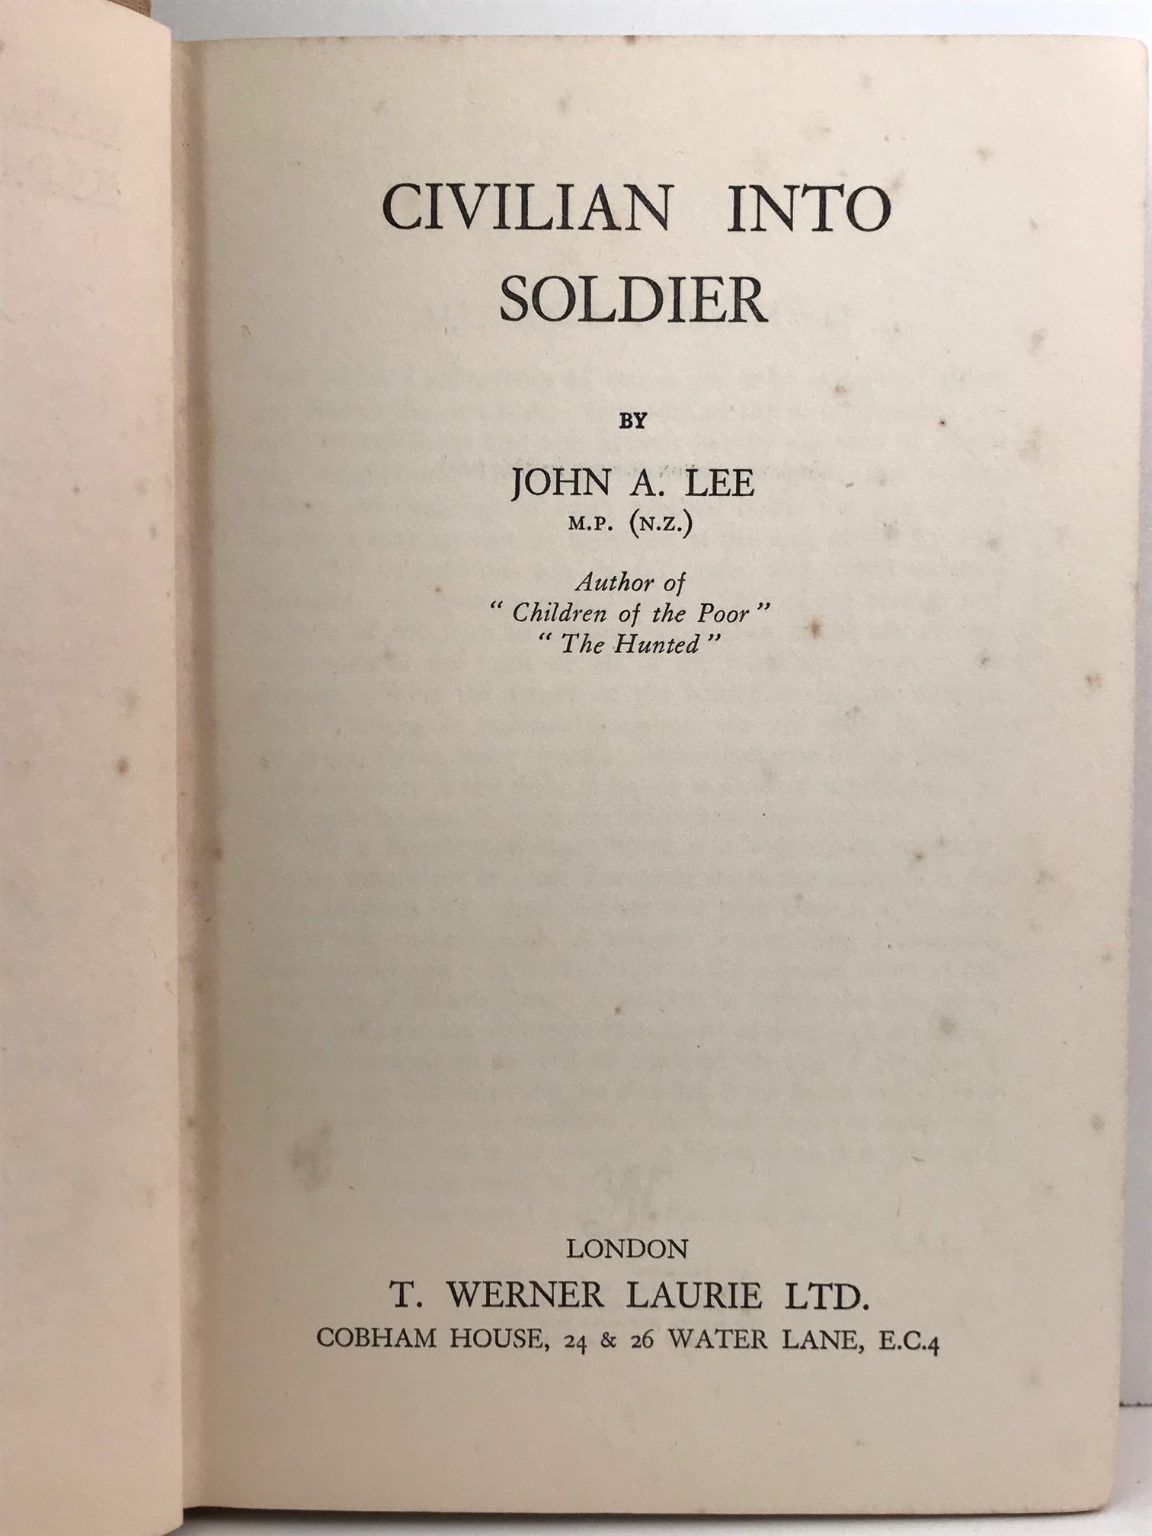 CIVILIAN INTO
SOLDIER
BY
JOHN A. LEE
M.P. (N.Z.)
Author of
“ Children of the Poor ”
“ The Hunted ”
LONDON
T. WERNER LAURIE LTD.
COBHAM HOUSE, 24 & 26 WATER LANE, E.C.4